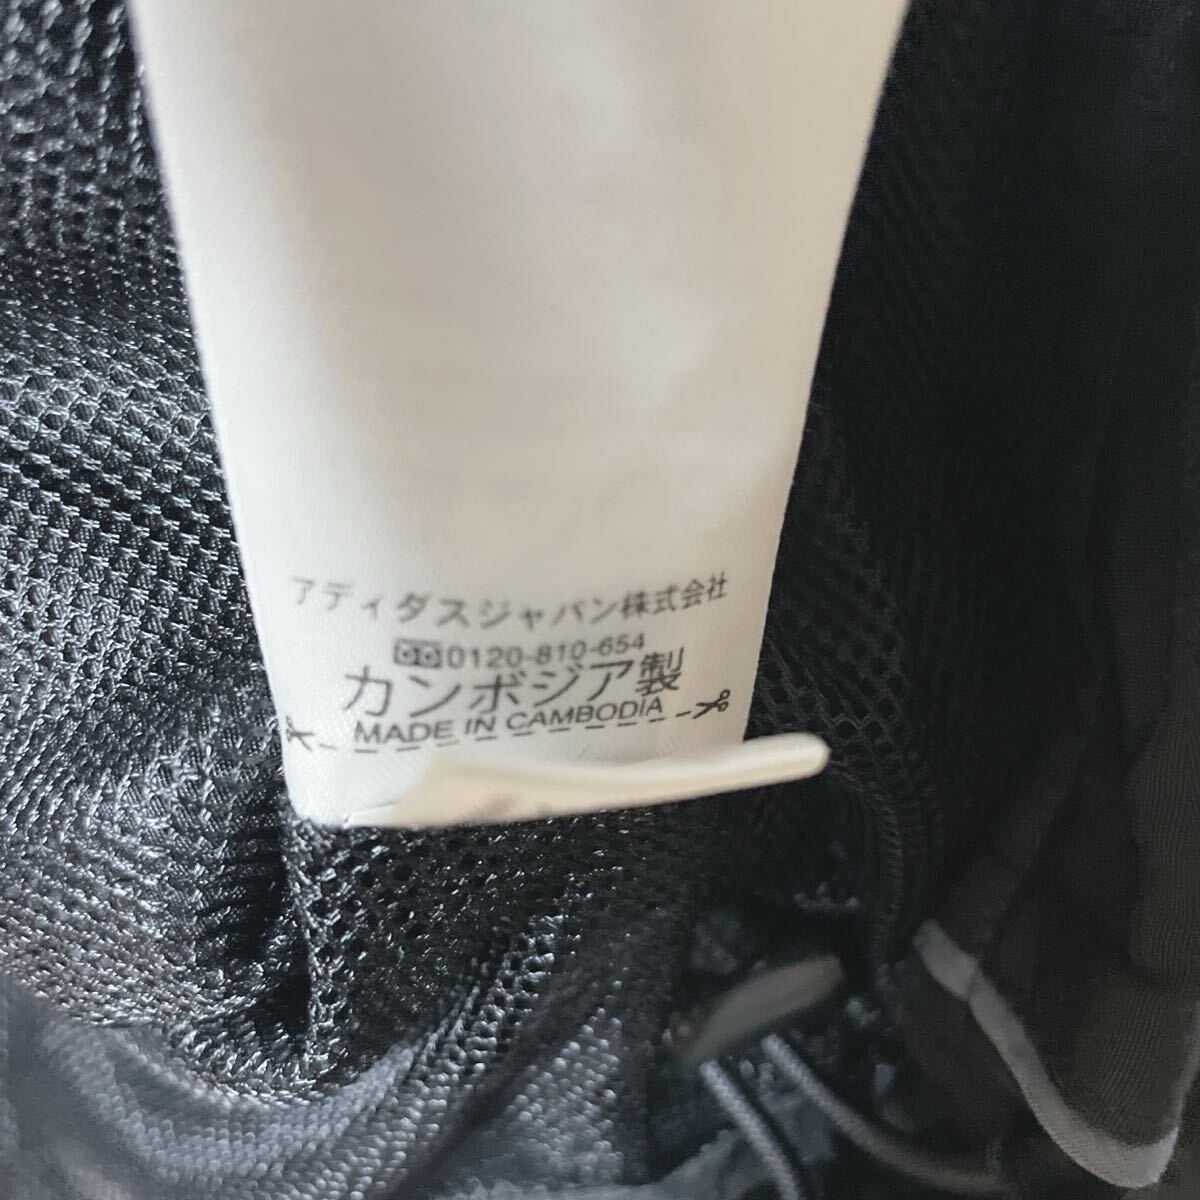 アディダスジャパン株式会社
0120-810-654
カンボジア製
MADE IN CAMBODIA